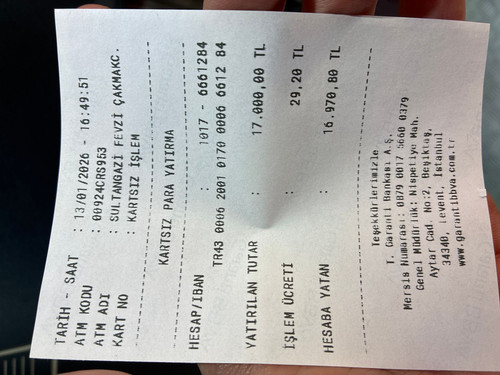 TARİH - SAAT : 13/01/2026 - 16:49:51
ATM KODU : 00924CRS953
ATM ADI : SULTANGAZİ FEVZİ ÇAKMAKC.
KART NO : KARTSIZ İŞLEM
KARTSIZ PARA YATIRMA
HESAP/IBAN : 1017 - 6661284
TR43 0006 2001 0170 0006 6612 84
YATIRILAN TUTAR : 17.000,00 TL
İŞLEM ÜCRETİ : 29,20 TL
HESABA YATAN : 16.970,80 TL
Teşekkürlerimizle
T. Garanti Bankası A.Ş.
Mersis Numarası: 0879 0017 5660 0379
Genel Müdürlük: Nispetiye Mah.
Aytar Cad. No:2, Beşiktaş,
34340, Levent, İstanbul
www.garantibbva.com.tr